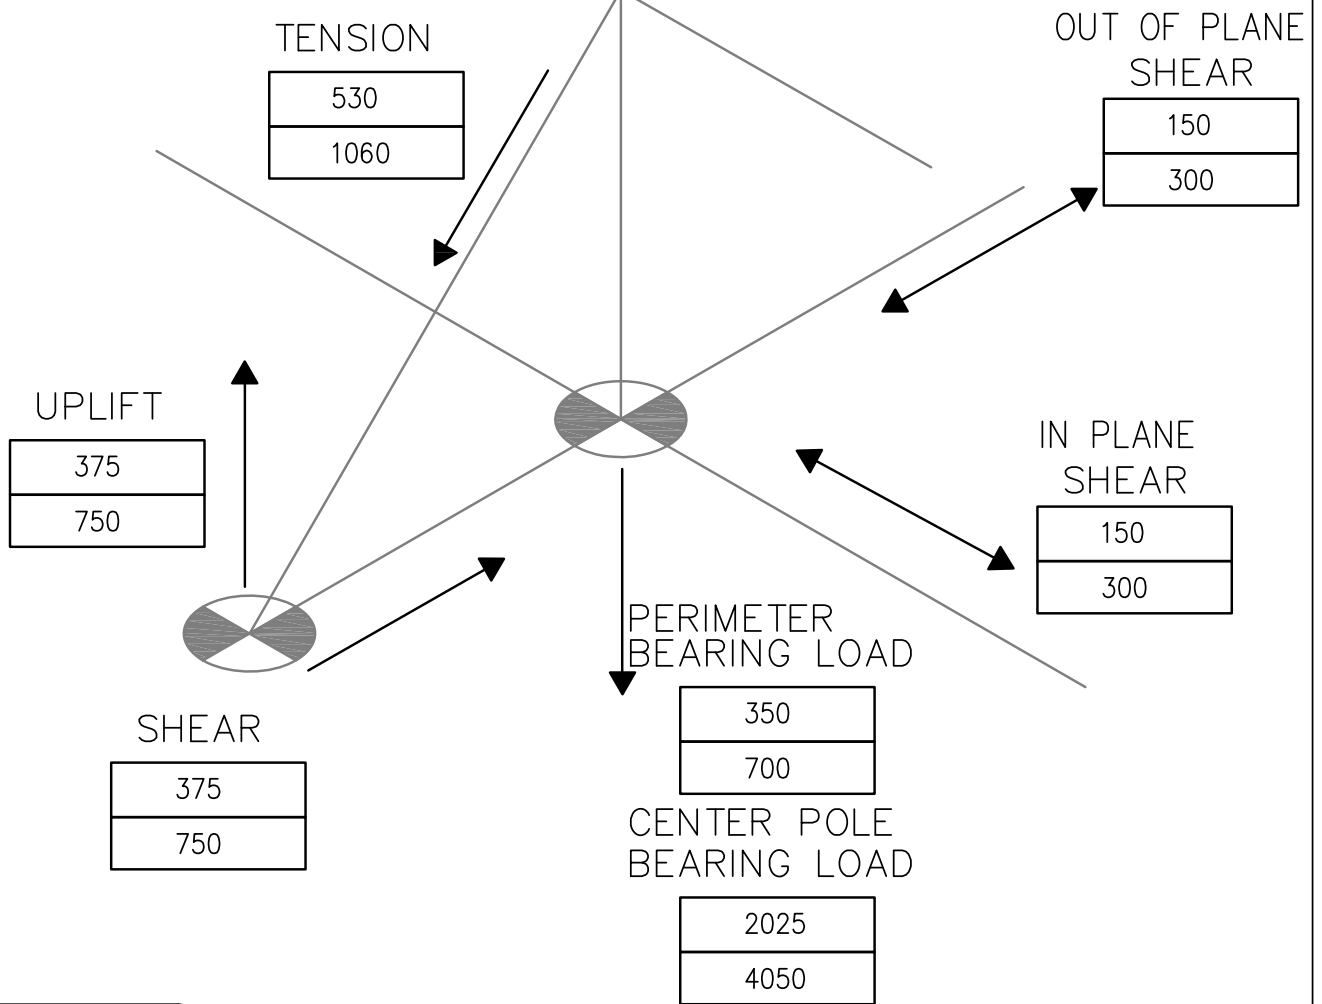 TENSION
530
1060
OUT OF PLANE
SHEAR
150
300
UPLIFT
375
750
IN PLANE
SHEAR
150
300
SHEAR
375
750
PERIMETER
BEARING LOAD
350
700
CENTER POLE
BEARING LOAD
2025
4050